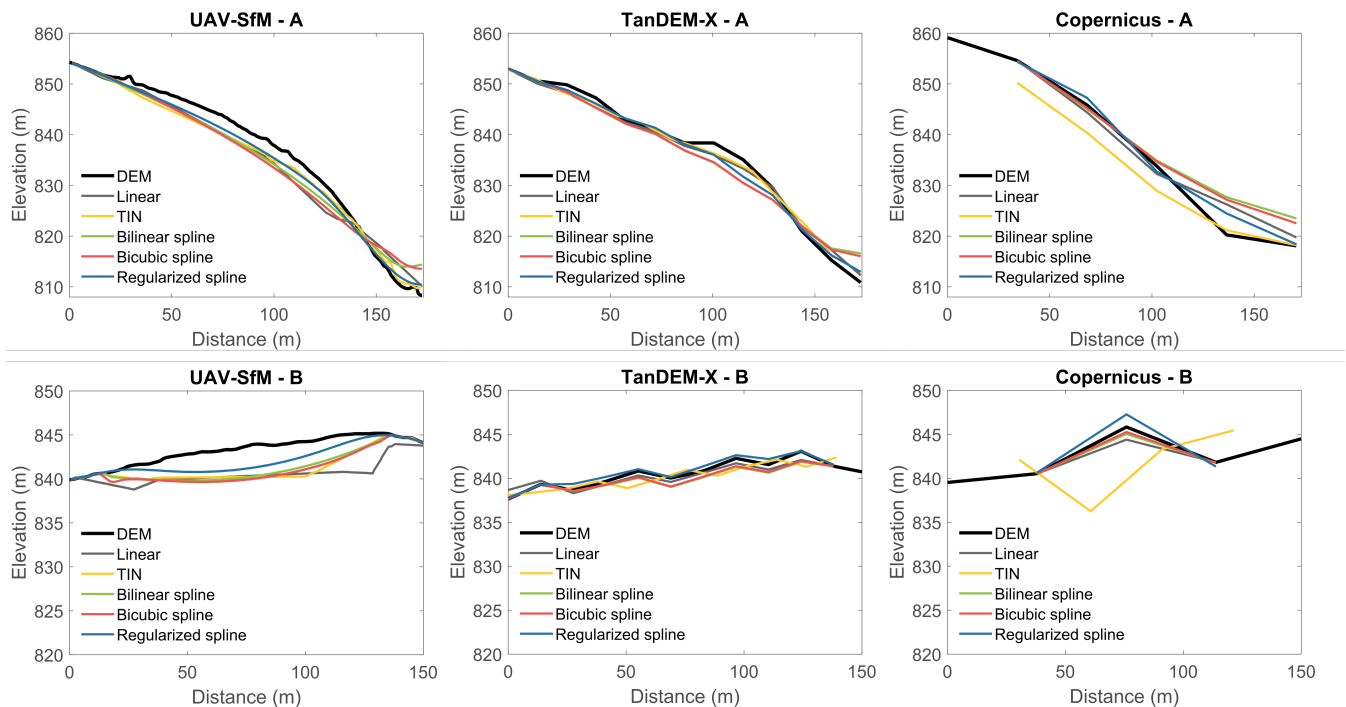 UAV-SfM - A
860
850
840
830
820
810
Elevation (m)
DEM
Linear
TIN
Bilinear spline
Bicubic spline
Regularized spline
0 50 100 150
Distance (m)
TanDEM-X - A
860
850
840
830
820
810
Elevation (m)
DEM
Linear
TIN
Bilinear spline
Bicubic spline
Regularized spline
0 50 100 150
Distance (m)
Copernicus - A
860
850
840
830
820
810
Elevation (m)
DEM
Linear
TIN
Bilinear spline
Bicubic spline
Regularized spline
0 50 100 150
Distance (m)
UAV-SfM - B
850
845
840
835
830
825
820
Elevation (m)
DEM
Linear
TIN
Bilinear spline
Bicubic spline
Regularized spline
0 50 100 150
Distance (m)
TanDEM-X - B
850
845
840
835
830
825
820
Elevation (m)
DEM
Linear
TIN
Bilinear spline
Bicubic spline
Regularized spline
0 50 100 150
Distance (m)
Copernicus - B
850
845
840
835
830
825
820
Elevation (m)
DEM
Linear
TIN
Bilinear spline
Bicubic spline
Regularized spline
0 50 100 150
Distance (m)